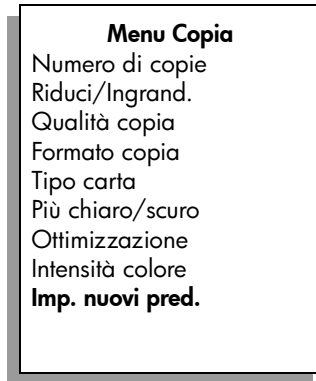 Menu Copia
Numero di copie
Riduci/Ingrand.
Qualità copia
Formato copia
Tipo carta
Più chiaro/scuro
Ottimizzazione
Intensità colore
Imp. nuovi pred.